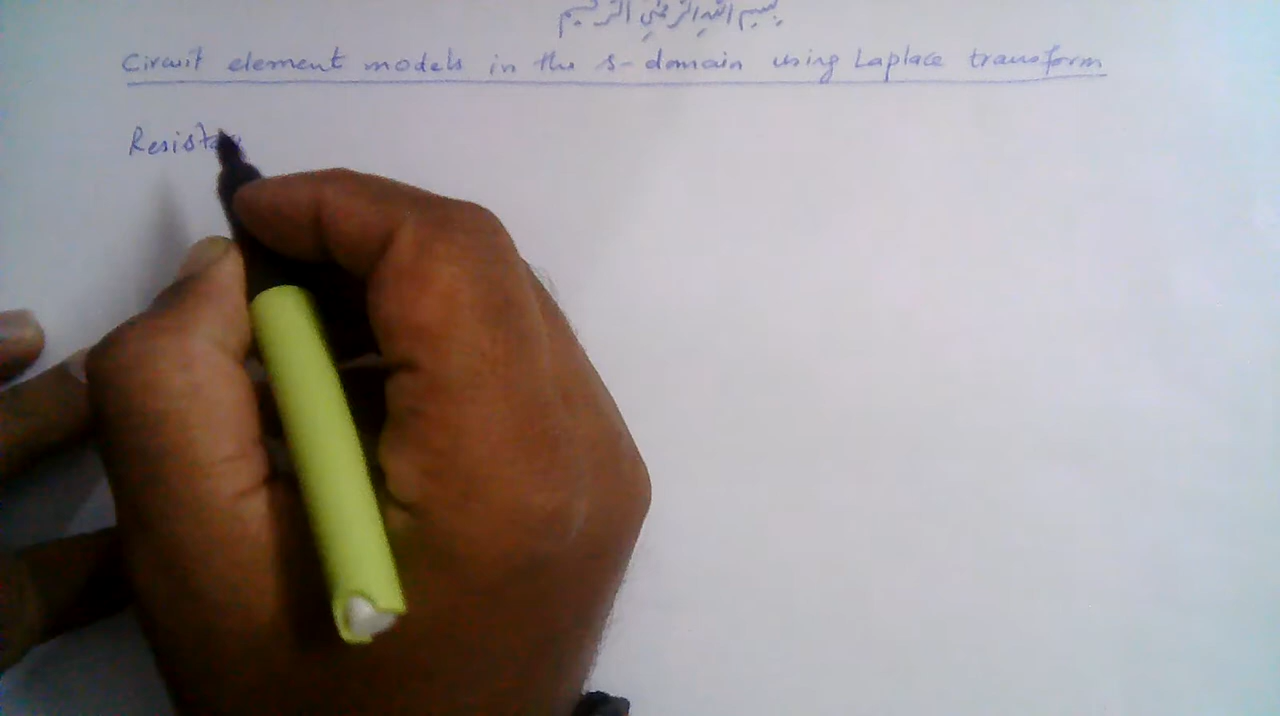 بسم الله الرحمن الرحيم
Circuit element models in the s-domain using Laplace transform